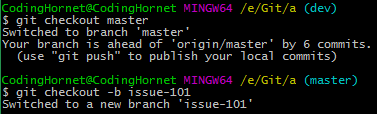 CodingHornet@CodingHornet MINGW64 /e/Git/a (dev)
$ git checkout master
Switched to branch 'master'
Your branch is ahead of 'origin/master' by 6 commits.
  (use "git push" to publish your local commits)
CodingHornet@CodingHornet MINGW64 /e/Git/a (master)
$ git checkout -b issue-101
Switched to a new branch 'issue-101'